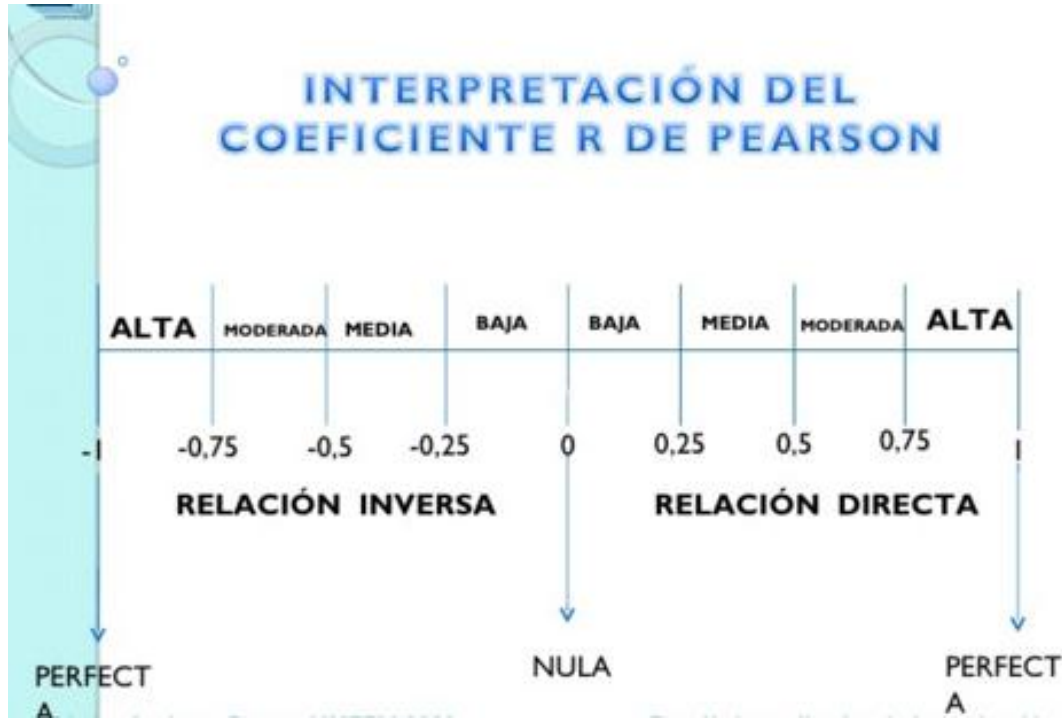 INTERPRETACIÓN DEL
COEFICIENTE R DE PEARSON
ALTA MODERADA MEDIA BAJA BAJA MEDIA MODERADA ALTA
-1 -0,75 -0,5 -0,25 0 0,25 0,5 0,75 1
RELACIÓN INVERSA RELACIÓN DIRECTA
PERFECT
A
NULA
PERFECT
A